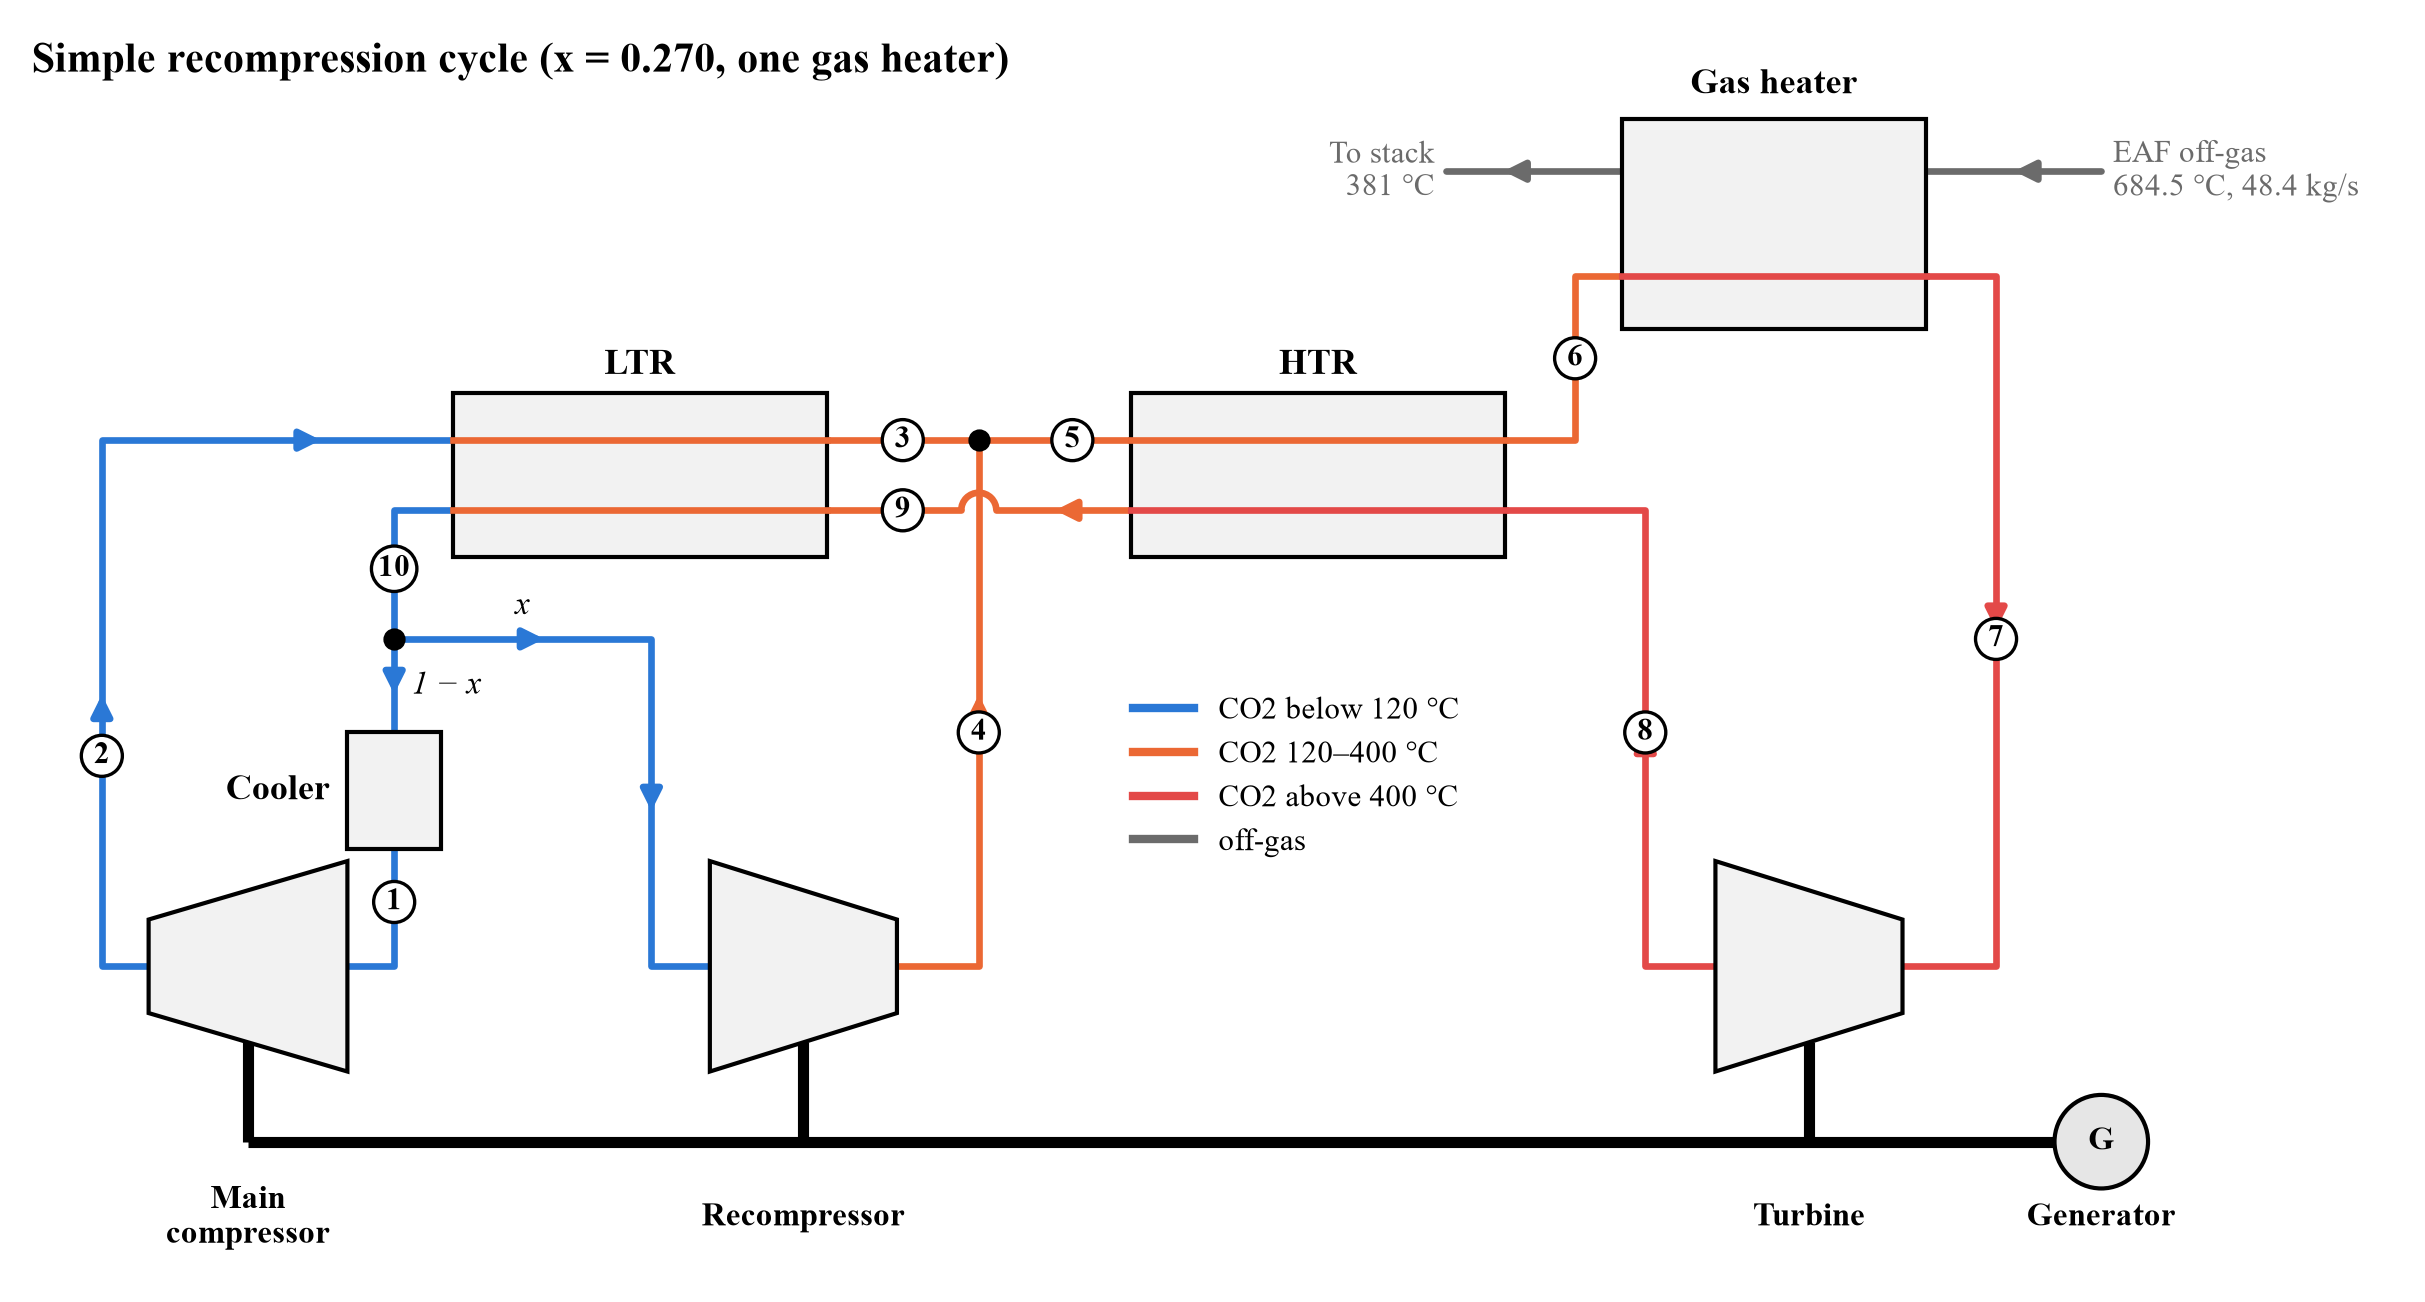 Simple recompression cycle (x = 0.270, one gas heater)
Gas heater
To stack
381 °C
EAF off-gas
684.5 °C, 48.4 kg/s
LTR
HTR
6
3
5
9
10
x
1 − x
7
2
4
8
CO2 below 120 °C
CO2 120–400 °C
CO2 above 400 °C
off-gas
Cooler
1
G
Main
compressor
Recompressor
Turbine
Generator